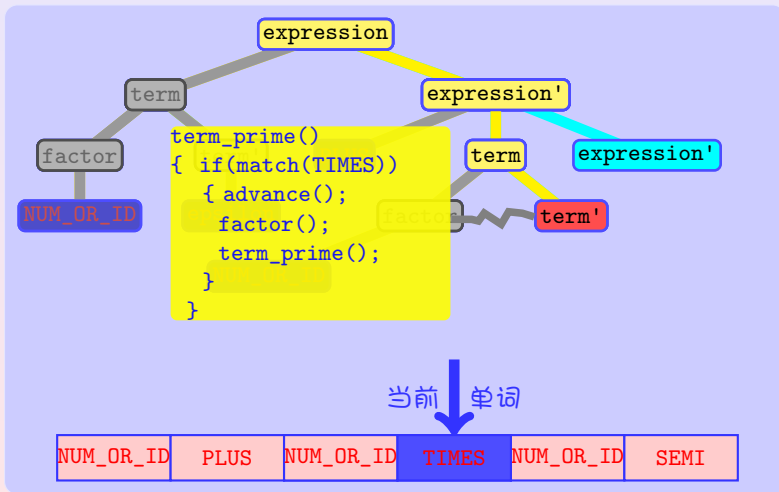 expression
term
expression'
factor
term
expression'
NUM_OR_ID
factor
term'
term_prime()
{ if(match(TIMES))
{ advance();
factor();
term_prime();
}
}
当前 单词
NUM_OR_ID PLUS NUM_OR_ID TIMES NUM_OR_ID SEMI